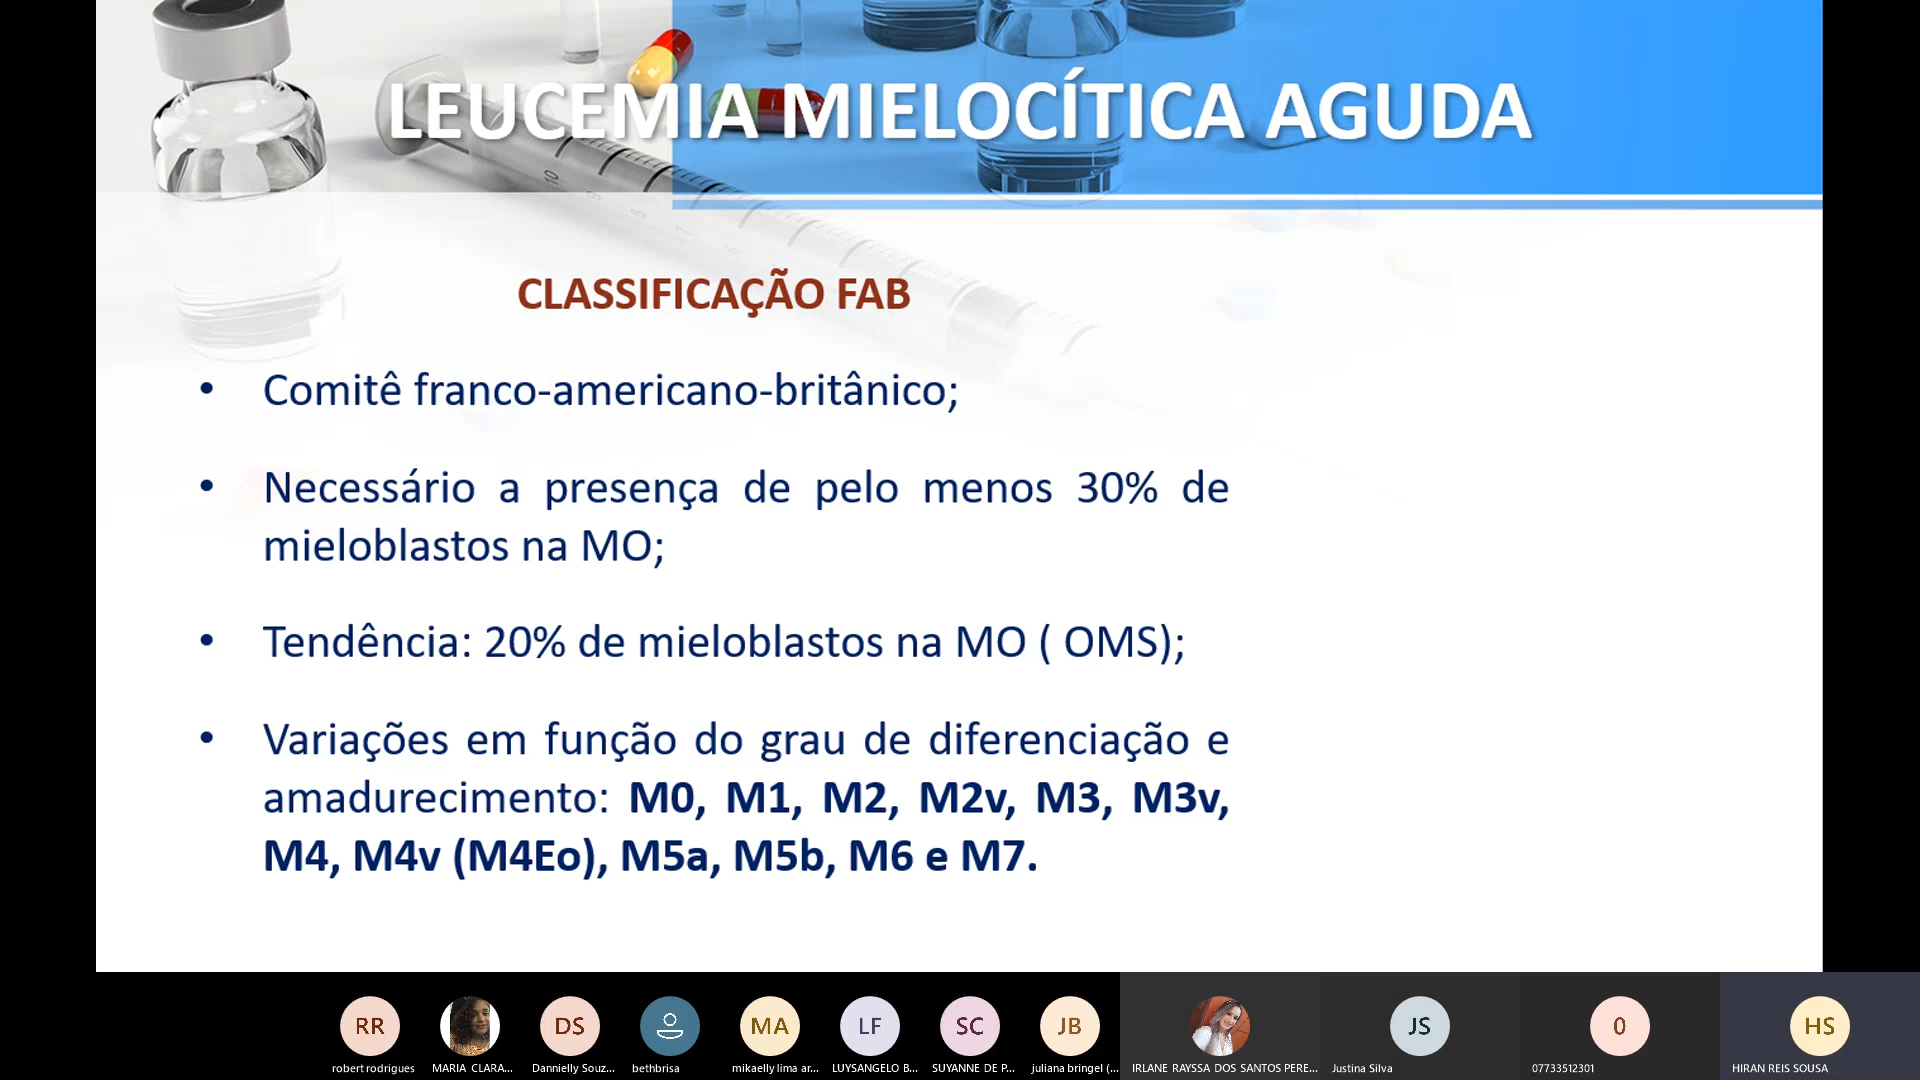 LEUCEMIA MIELOCÍTICA AGUDA
CLASSIFICAÇÃO FAB
• Comitê franco-americano-britânico;
• Necessário a presença de pelo menos 30% de
mieloblastos na MO;
• Tendência: 20% de mieloblastos na MO ( OMS);
• Variações em função do grau de diferenciação e
amadurecimento: M0, M1, M2, M2v, M3, M3v,
M4, M4v (M4Eo), M5a, M5b, M6 e M7.
RR DS MA LF SC JB JS 0 HS
robert rodrigues MARIA CLARA... Dannielly Souz... bethbrisa mikaelly lima ar... LUYSANGELO B... SUYANNE DE P... juliana bringel (... IRLANE RAYSSA DOS SANTOS PERE... Justina Silva 07733512301 HIRAN REIS SOUSA